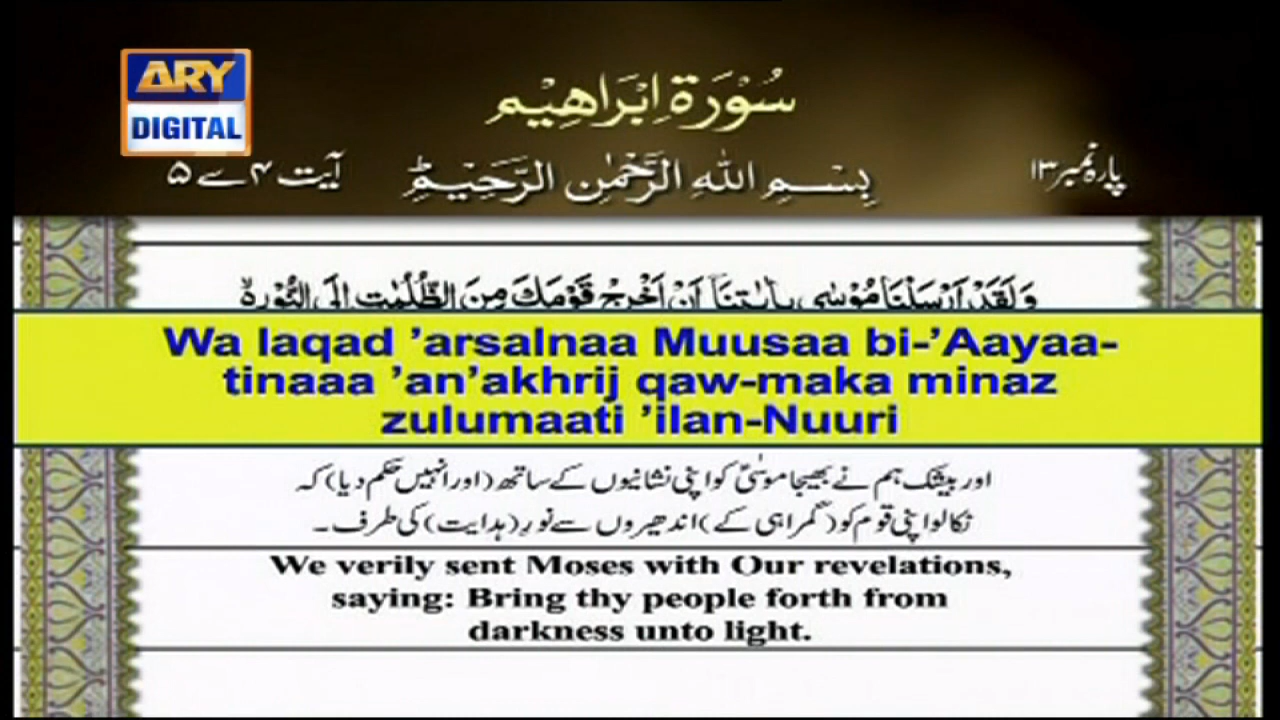 ARY
DIGITAL
سُوْرَةُ اِبْرَاهِيْم
پارہ نمبر ۱۳
بِسْمِ اللهِ الرَّحْمٰنِ الرَّحِيْمِ
آیت ۴ سے ۵
وَلَقَدْ اَرْسَلْنَا مُوْسٰى بِاٰيٰتِنَآ اَنْ اَخْرِجْ قَوْمَكَ مِنَ الظُّلُمٰتِ اِلَى النُّوْرِ
Wa laqad ’arsalnaa Muusaa bi-’Aayaa-
tinaaa ’an’akhrij qaw-maka minaz
zulumaati ’ilan-Nuuri
اور بیشک ہم نے بھیجا موسیٰؑ کو اپنی نشانیوں کے ساتھ (اور انہیں حکم دیا) کہ
نکالو اپنی قوم کو (گمراہی کے) اندھیروں سے نورِ (ہدایت) کی طرف۔
We verily sent Moses with Our revelations,
saying: Bring thy people forth from
darkness unto light.